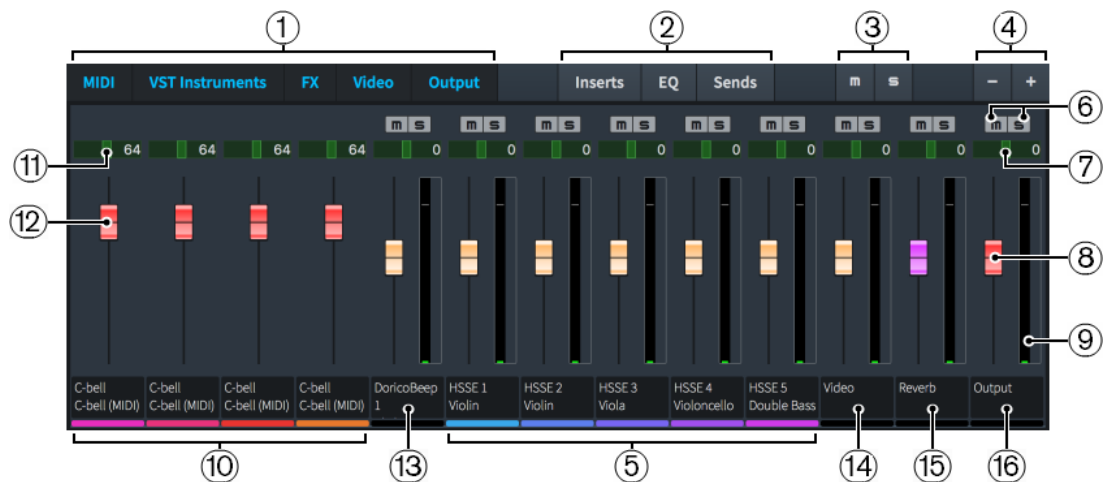 ① ② ③ ④
MIDI VST Instruments FX Video Output Inserts EQ Sends m s − +
m s m s m s m s m s m s m s m s m s ⑥
⑪ 64 64 64 64 0 0 0 0 0 0 0 0 0 ⑦
⑫ ⑧
⑨
C-bell C-bell C-bell C-bell DoricoBeep HSSE 1 HSSE 2 HSSE 3 HSSE 4 HSSE 5 Video Reverb Output
C-bell (MIDI) C-bell (MIDI) C-bell (MIDI) C-bell (MIDI) 1 Violin Violin Viola Violoncello Double Bass
⑩ ⑬ ⑤ ⑭ ⑮ ⑯